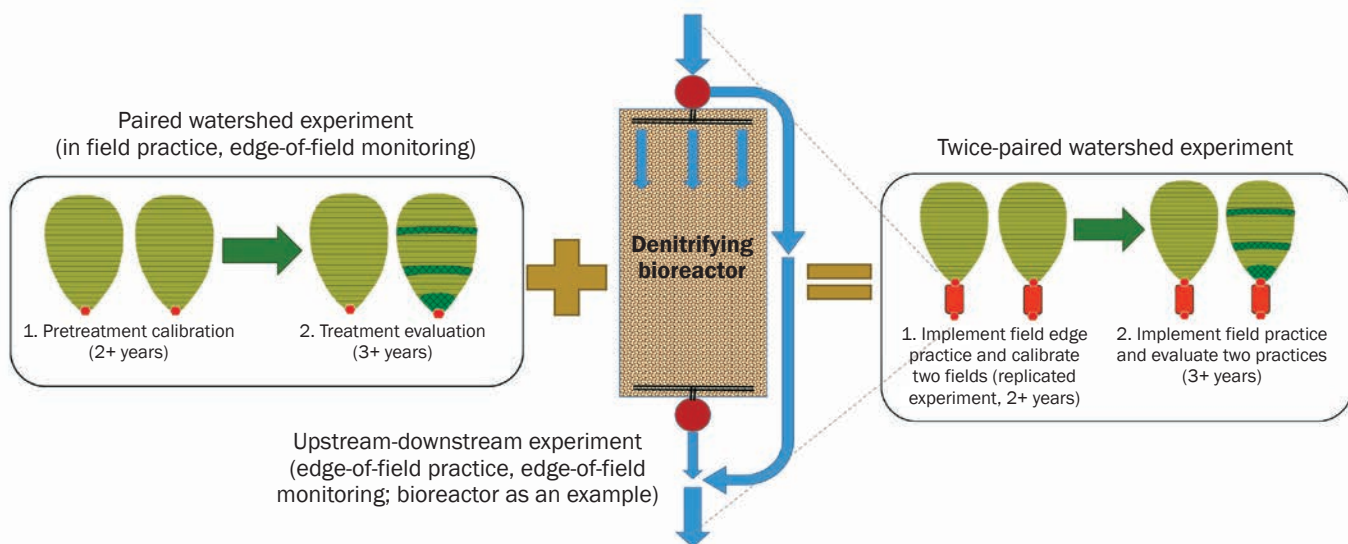 Paired watershed experiment
(in field practice, edge-of-field monitoring)
1. Pretreatment calibration
(2+ years)
2. Treatment evaluation
(3+ years)
Denitrifying
bioreactor
Upstream-downstream experiment
(edge-of-field practice, edge-of-field
monitoring; bioreactor as an example)
Twice-paired watershed experiment
1. Implement field edge
practice and calibrate
two fields (replicated
experiment, 2+ years)
2. Implement field practice
and evaluate two practices
(3+ years)